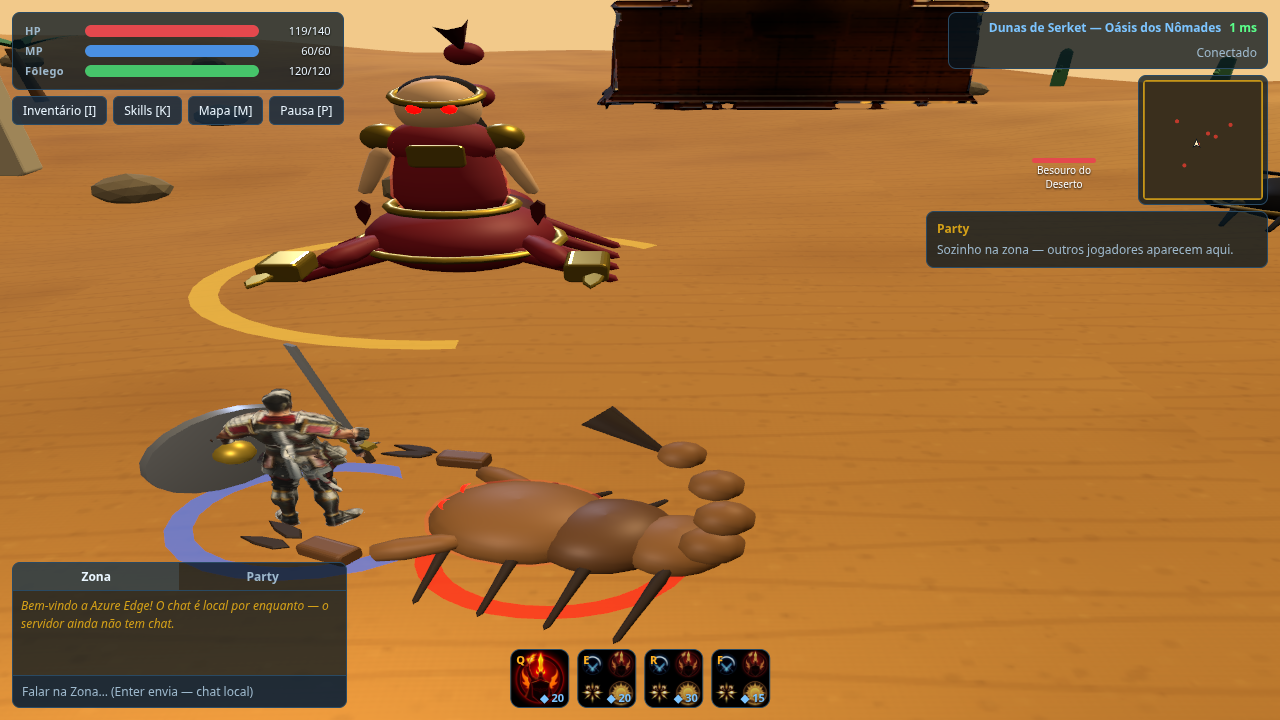 HP 119/140
MP 60/60
Fôlego 120/120
Inventário [I] Skills [K] Mapa [M] Pausa [P]
Dunas de Serket — Oásis dos Nômades 1 ms
Conectado
Besouro do
Deserto
Party
Sozinho na zona — outros jogadores aparecem aqui.
Zona Party
Bem-vindo a Azure Edge! O chat é local por enquanto — o
servidor ainda não tem chat.
Falar na Zona... (Enter envia — chat local)
Q 20
E 20
R 30
F 15